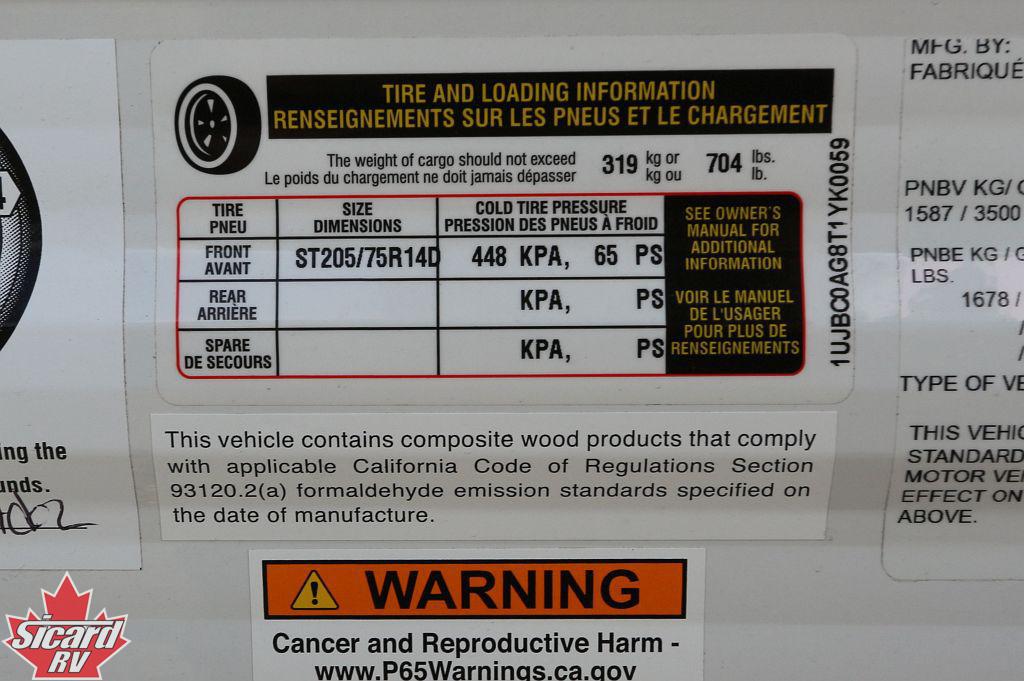 TIRE AND LOADING INFORMATION
RENSEIGNEMENTS SUR LES PNEUS ET LE CHARGEMENT
The weight of cargo should not exceed 319 kg or 704 lbs.
Le poids du chargement ne doit jamais dépasser kg ou lb.
TIRE SIZE COLD TIRE PRESSURE
PNEU DIMENSIONS PRESSION DES PNEUS À FROID
FRONT
AVANT
ST205/75R14D 448 KPA, 65 PS
REAR
ARRIÈRE
KPA, PS
SPARE
DE SECOURS
KPA, PS
SEE OWNER'S
MANUAL FOR
ADDITIONAL
INFORMATION
VOIR LE MANUEL
DE L'USAGER
POUR PLUS DE
RENSEIGNEMENTS
1UJBC0AG8T1YK0059
This vehicle contains composite wood products that comply
with applicable California Code of Regulations Section
93120.2(a) formaldehyde emission standards specified on
the date of manufacture.
WARNING
Cancer and Reproductive Harm -
www.P65Warnings.ca.gov
4
ing the
unds.
MFG. BY:
FABRIQUÉ
PNBV KG/
1587 / 3500
PNBE KG /
LBS.
1678 /
/
/
TYPE OF VE
THIS VEHIC
STANDARD
MOTOR VE
EFFECT ON
ABOVE.
Sicard
RV